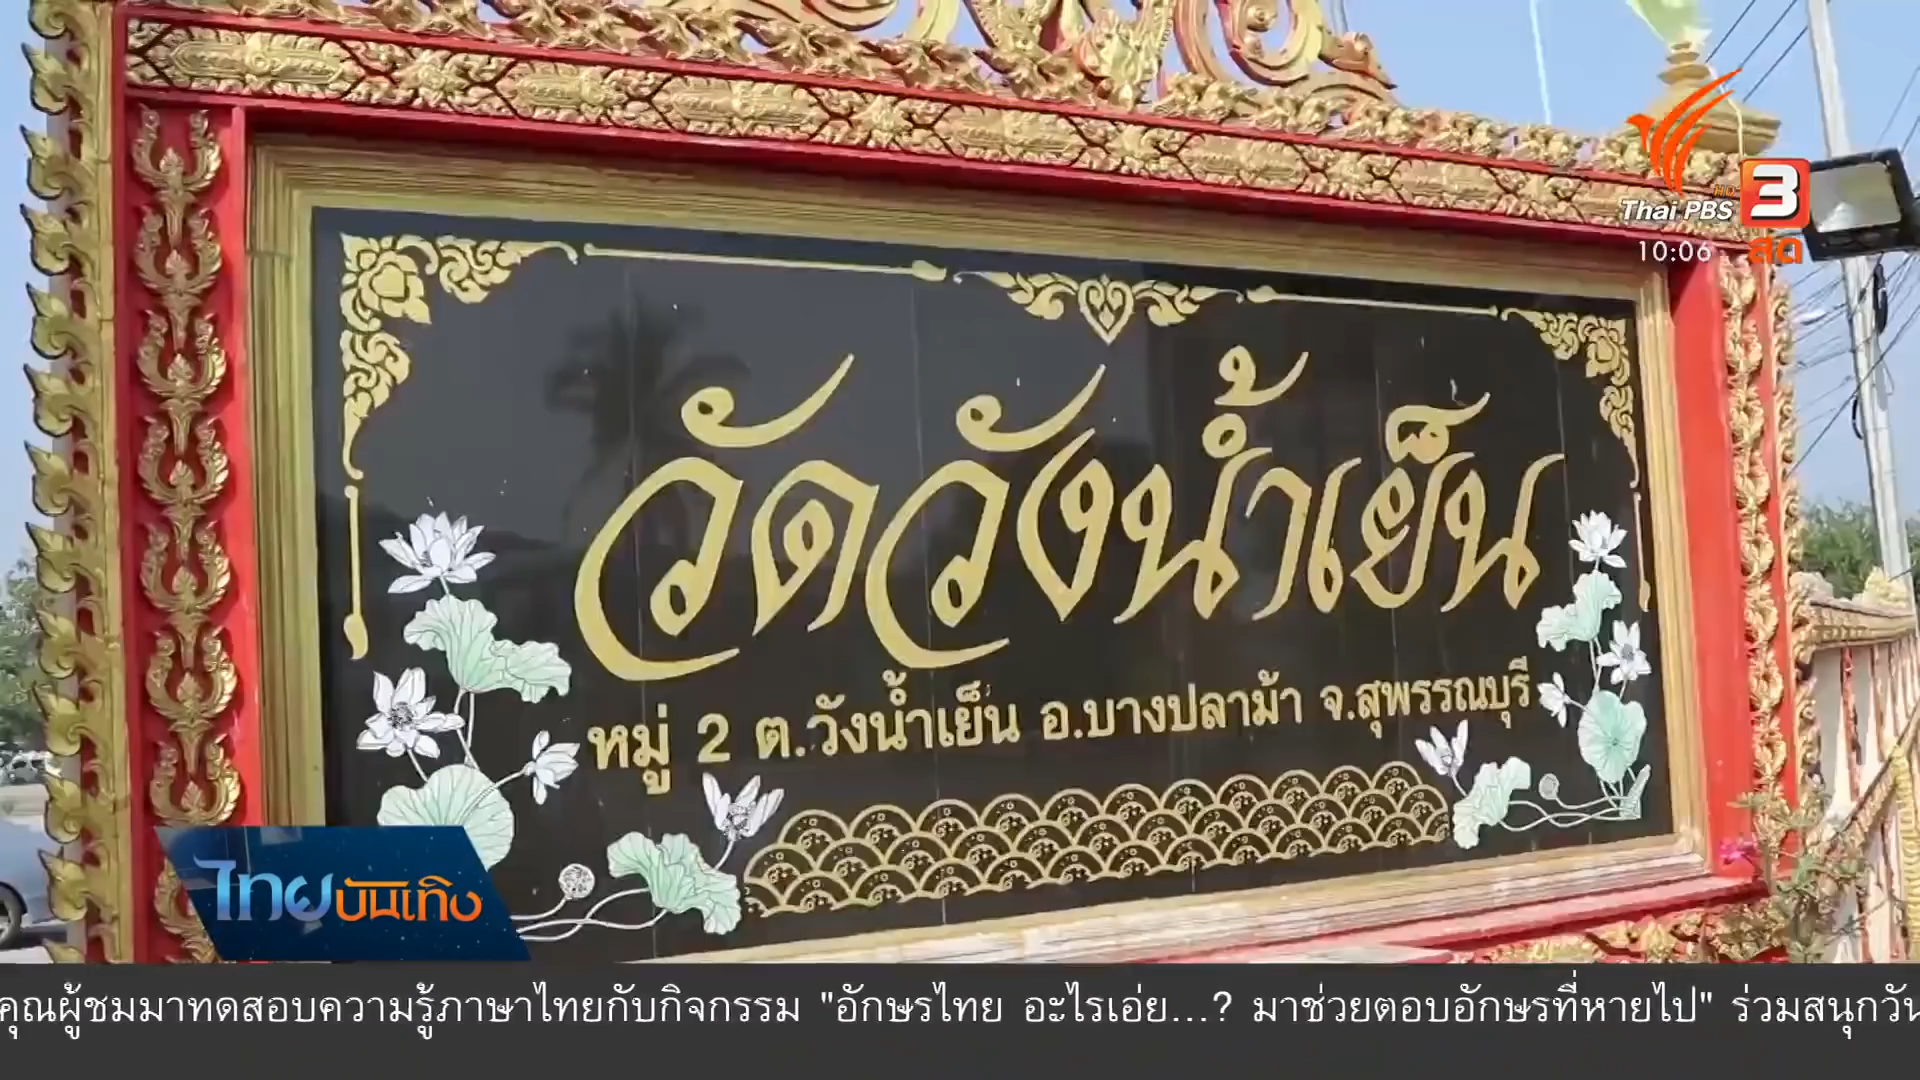 Thai PBS
HD
3
10:06
สด
วัดวังน้ำเย็น
หมู่ 2 ต.วังน้ำเย็น อ.บางปลาม้า จ.สุพรรณบุรี
ไทยบันเทิง
คุณผู้ชมมาทดสอบความรู้ภาษาไทยกับกิจกรรม "อักษรไทย อะไรเอ่ย...? มาช่วยตอบอักษรที่หายไป" ร่วมสนุกวัน